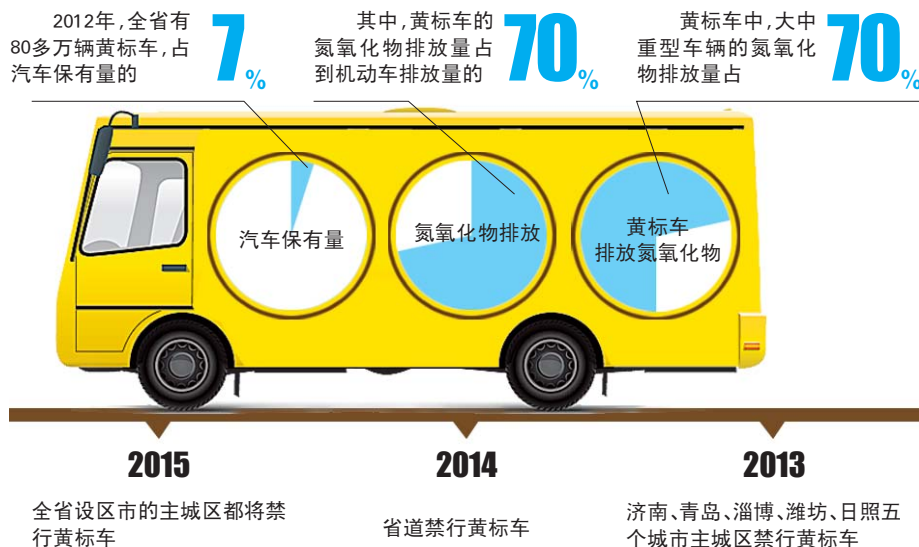 2012年,全省有
80多万辆黄标车,占
汽车保有量的
7%
其中,黄标车的
氮氧化物排放量占
到机动车排放量的
70%
黄标车中,大中
重型车辆的氮氧化
物排放量占
70%
汽车保有量
氮氧化物排放
黄标车
排放氮氧化物
2015
全省设区市的主城区都将禁
行黄标车
2014
省道禁行黄标车
2013
济南、青岛、淄博、潍坊、日照五
个城市主城区禁行黄标车